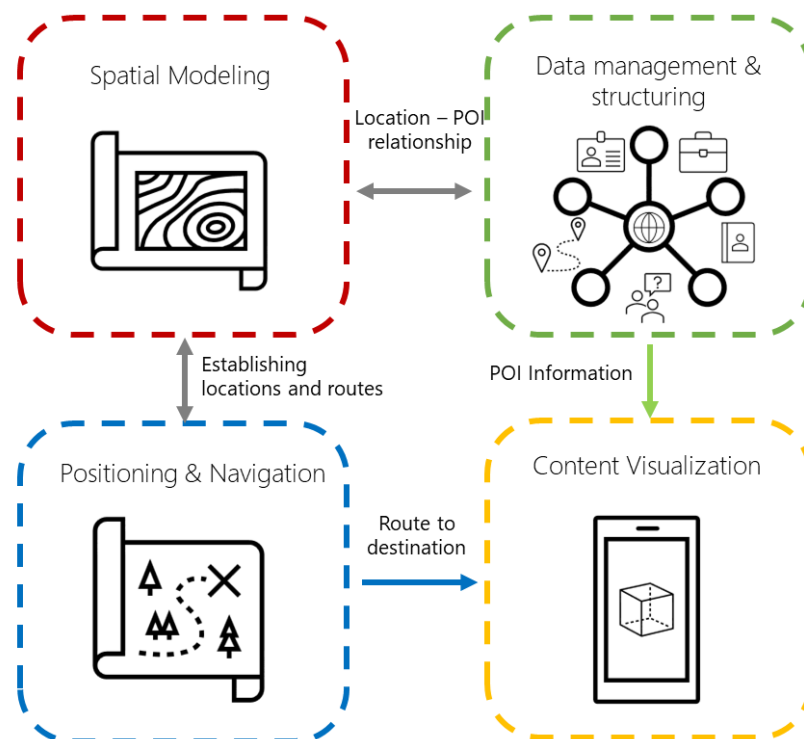 Spatial Modeling
Data management &
structuring
Location – POI
relationship
?
Establishing
locations and routes
POI Information
Positioning & Navigation
Content Visualization
Route to
destination